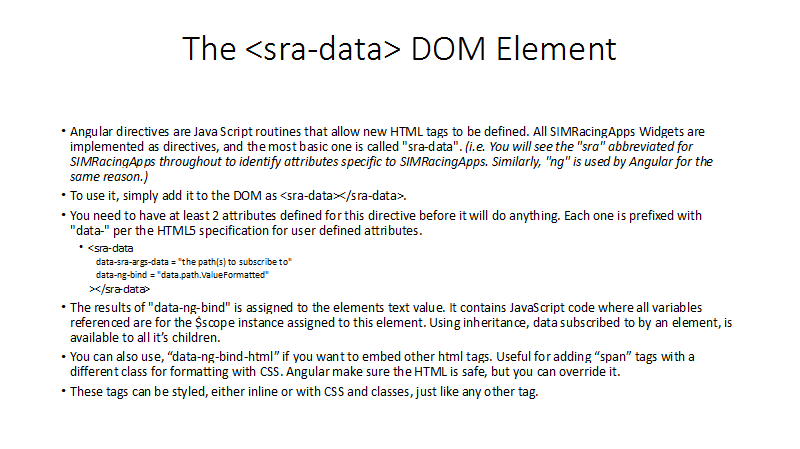 The <sra-data> DOM Element
• Angular directives are Java Script routines that allow new HTML tags to be defined. All SIMRacingApps Widgets are
implemented as directives, and the most basic one is called "sra-data". (i.e. You will see the "sra" abbreviated for
SIMRacingApps throughout to identify attributes specific to SIMRacingApps. Similarly, "ng" is used by Angular for the
same reason.)
• To use it, simply add it to the DOM as <sra-data></sra-data>.
• You need to have at least 2 attributes defined for this directive before it will do anything. Each one is prefixed with
"data-" per the HTML5 specification for user defined attributes.
• <sra-data
data-sra-args-data = "the path(s) to subscribe to"
data-ng-bind = "data.path.ValueFormatted"
></sra-data>
• The results of "data-ng-bind" is assigned to the elements text value. It contains JavaScript code where all variables
referenced are for the $scope instance assigned to this element. Using inheritance, data subscribed to by an element, is
available to all it's children.
• You can also use, “data-ng-bind-html” if you want to embed other html tags. Useful for adding “span” tags with a
different class for formatting with CSS. Angular make sure the HTML is safe, but you can override it.
• These tags can be styled, either inline or with CSS and classes, just like any other tag.